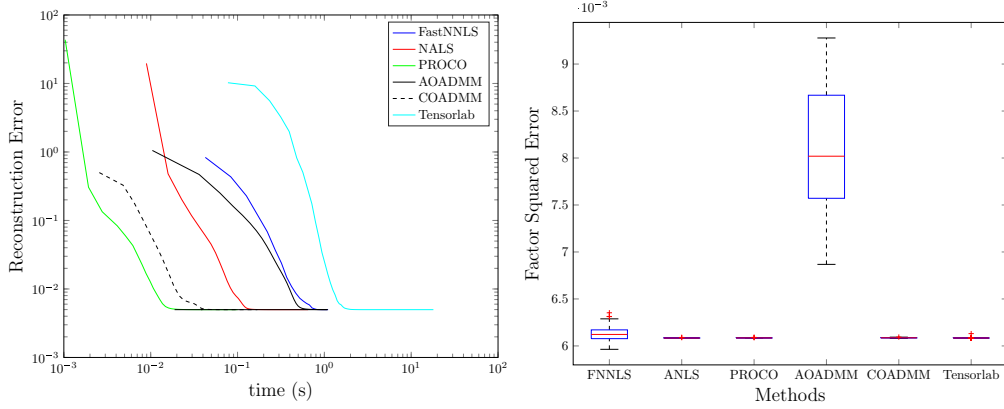 10^2
10^1
10^0
10^-1
10^-2
10^-3
Reconstruction Error
10^-3
10^-2
10^-1
10^0
10^1
10^2
time (s)
FastNNLS
NALS
PROCO
AOADMM
COADMM
Tensorlab
·10^-3
9
8.5
8
7.5
7
6.5
6
Factor Squared Error
FNNLS
ANLS
PROCO
AOADMM
COADMM
Tensorlab
Methods